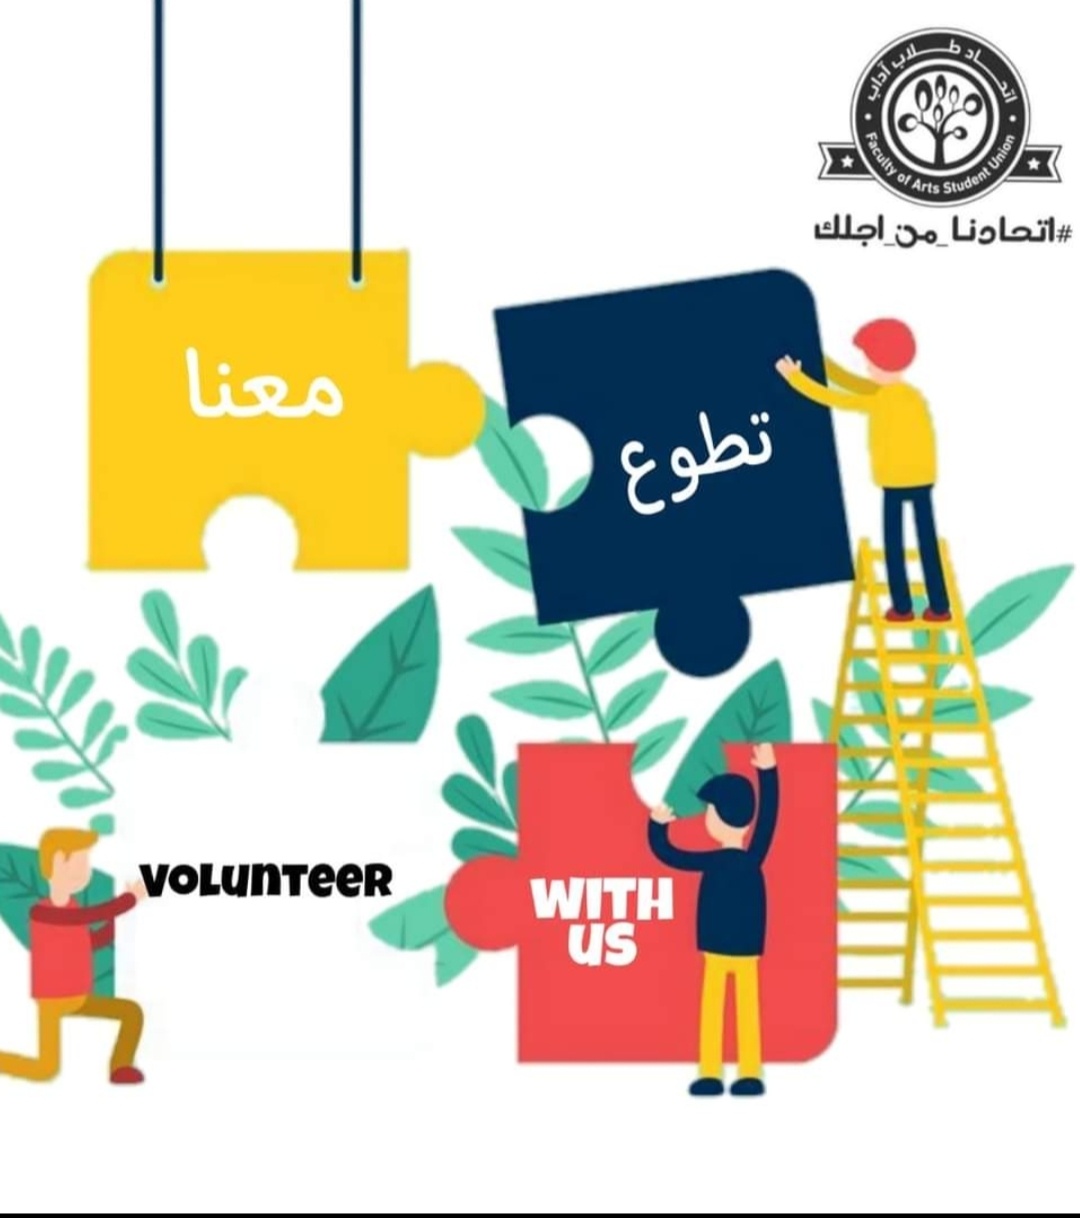 اتحاد طلاب آداب
Faculty of Arts Student Union
#اتحادنا_من_اجلك
تطوع
معنا
VOLUNTEER
WITH
US